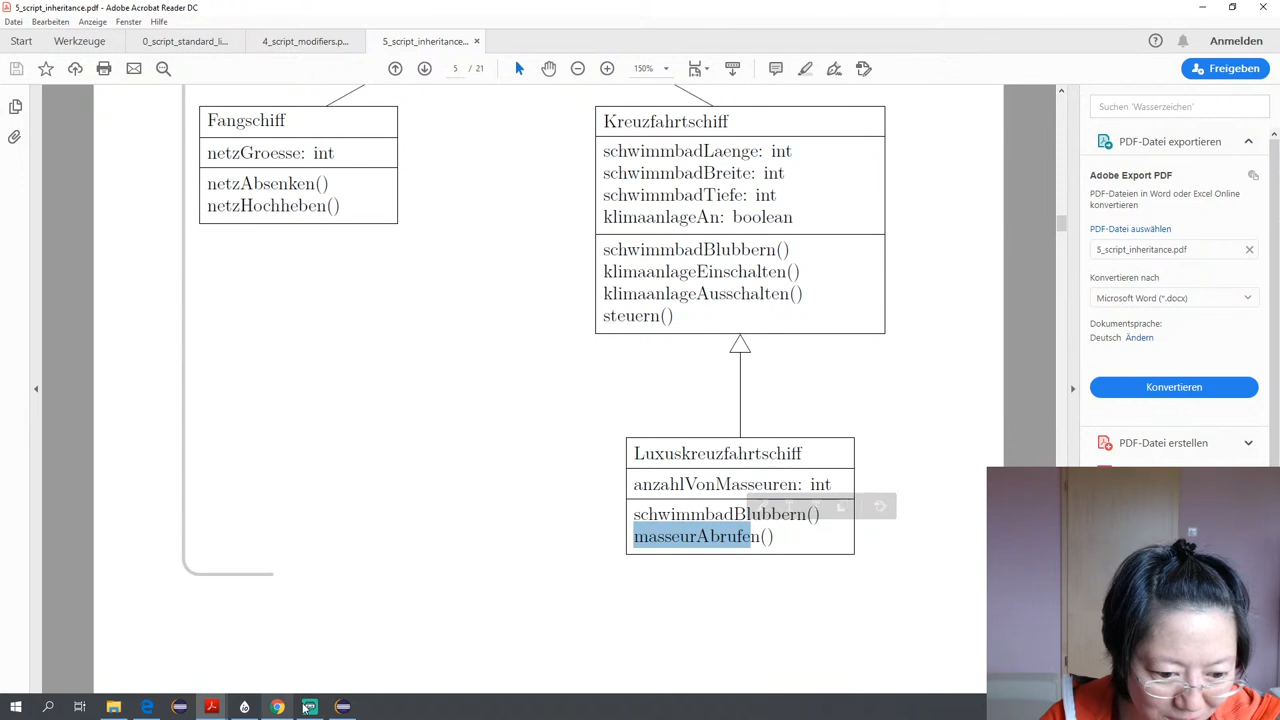 5_script_inheritance.pdf - Adobe Acrobat Reader DC
Datei Bearbeiten Anzeige Fenster Hilfe
Start Werkzeuge 0_script_standard_li... 4_script_modifiers.p... 5_script_inheritance... ×
Anmelden
5 / 21 150%
Freigeben
Suchen 'Wasserzeichen'
PDF-Datei exportieren
Adobe Export PDF
PDF-Dateien in Word oder Excel Online
konvertieren
PDF-Datei auswählen
5_script_inheritance.pdf
Konvertieren nach
Microsoft Word (*.docx)
Dokumentsprache:
Deutsch Ändern
Konvertieren
PDF-Datei erstellen
Fangschiff
netzGroesse: int
netzAbsenken()
netzHochheben()
Kreuzfahrtschiff
schwimmbadLaenge: int
schwimmbadBreite: int
schwimmbadTiefe: int
klimaanlageAn: boolean
schwimmbadBlubbern()
klimaanlageEinschalten()
klimaanlageAusschalten()
steuern()
Luxuskreuzfahrtschiff
anzahlVonMasseuren: int
schwimmbadBlubbern()
masseurAbrufen()